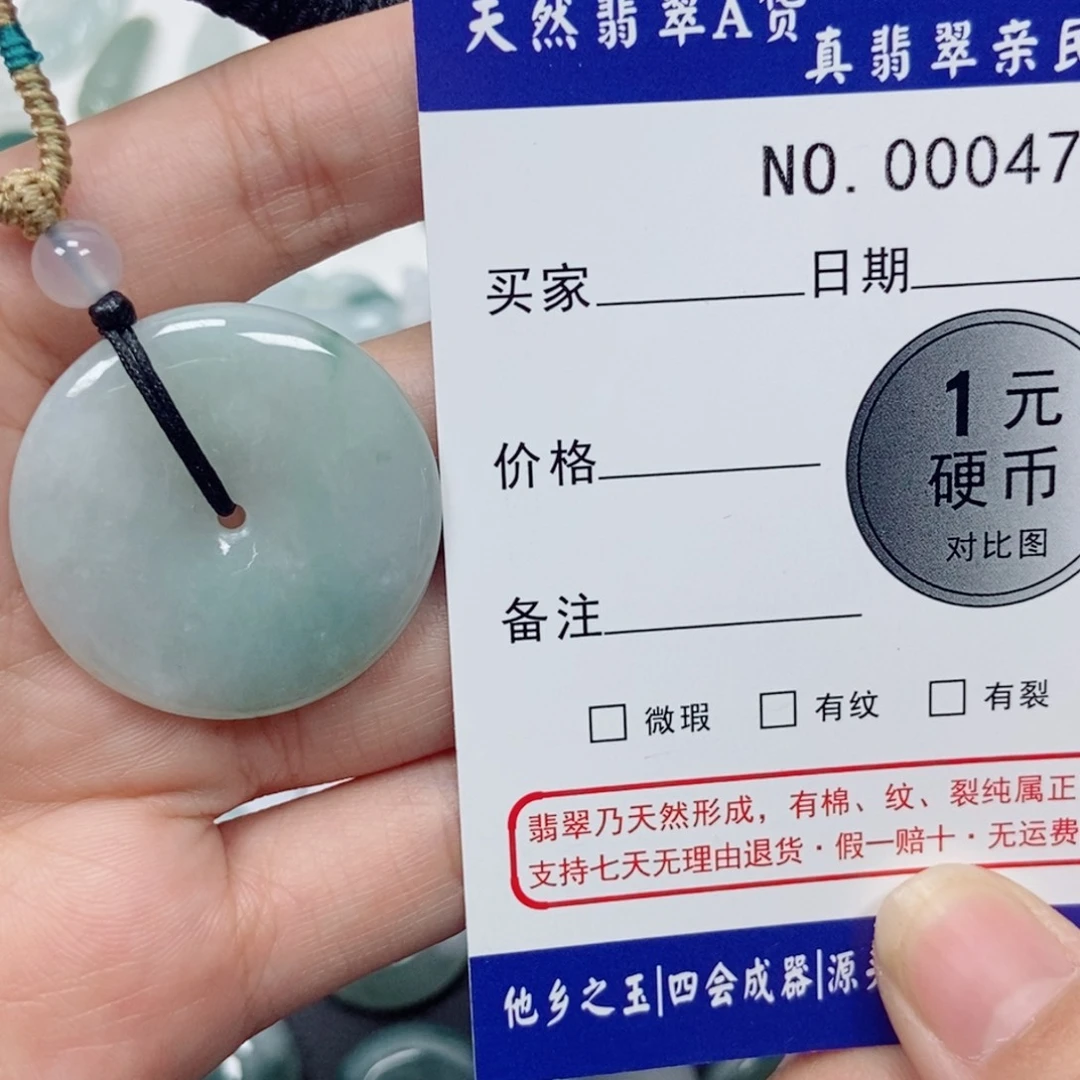 天然翡翠A货
真翡翠亲民
NO. 00047
买家 日期
价格
1元
硬币
对比图
备注
□ 微瑕 □ 有纹 □ 有裂
翡翠乃天然形成，有棉、纹、裂纯属正
支持七天无理由退货·假一赔十·无运费
他乡之玉|四会成器|源